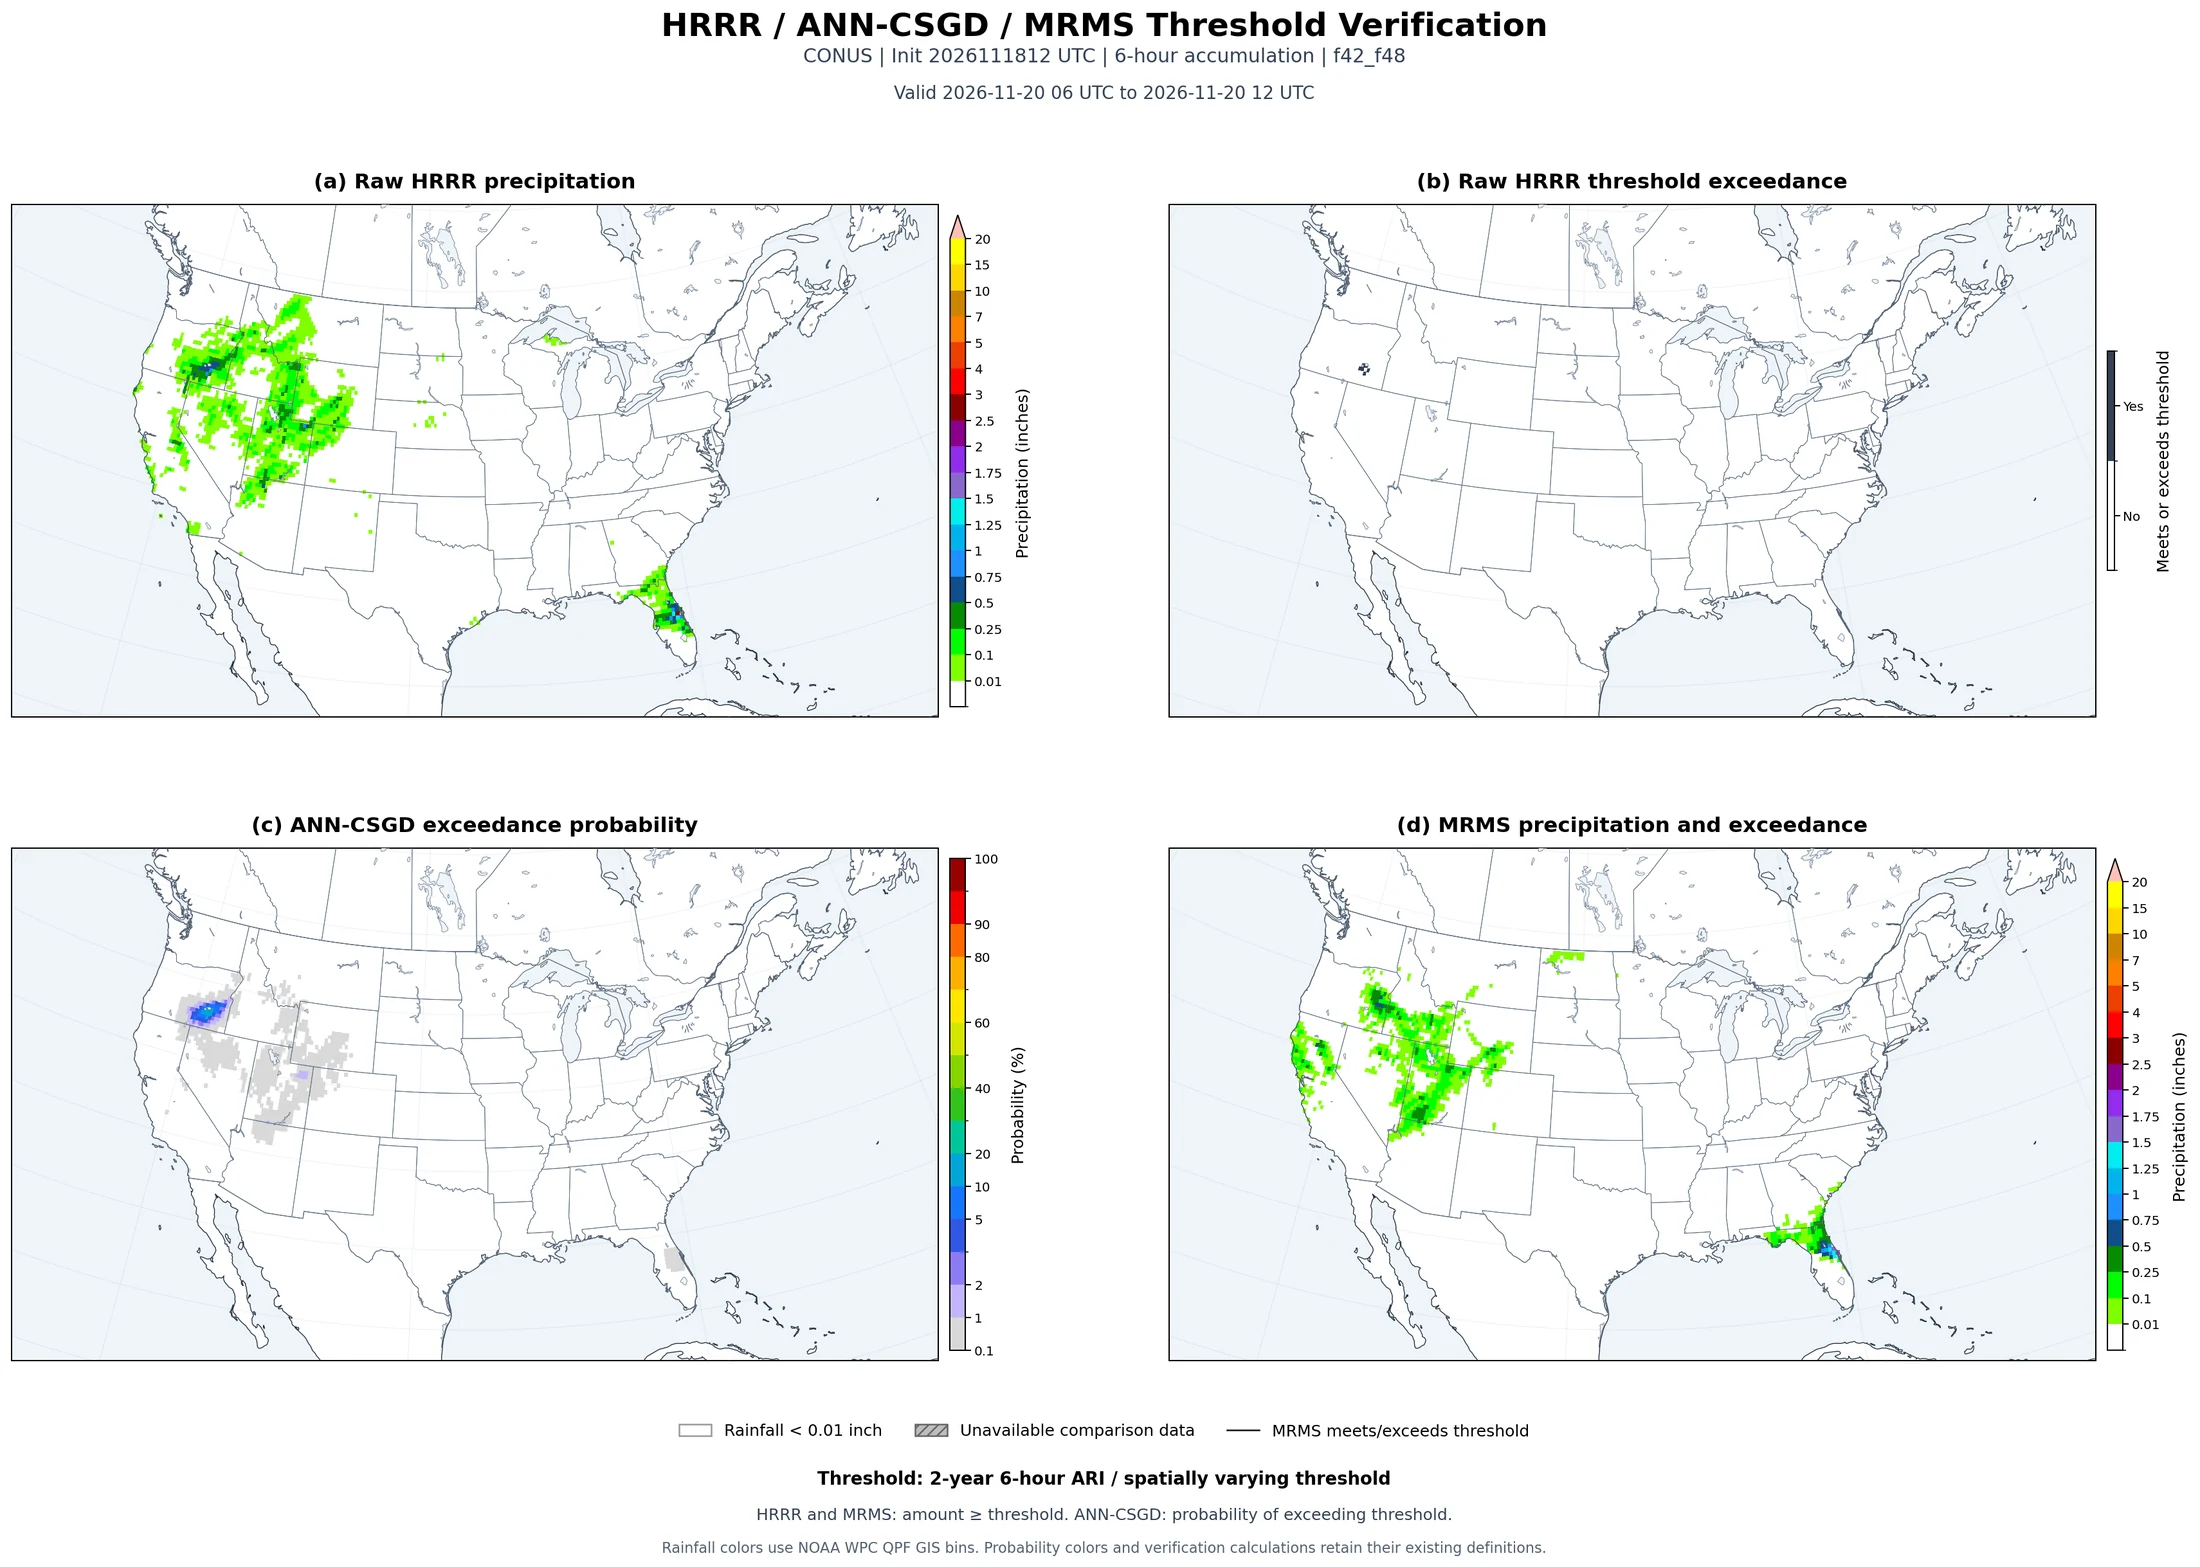 HRRR / ANN-CSGD / MRMS Threshold Verification
CONUS | Init 2026111812 UTC | 6-hour accumulation | f42_f48
Valid 2026-11-20 06 UTC to 2026-11-20 12 UTC
(a) Raw HRRR precipitation
20
15
10
7
5
4
3
2.5
2
1.75
1.5
1.25
1
0.75
0.5
0.25
0.1
0.01
Precipitation (inches)
(b) Raw HRRR threshold exceedance
Yes
No
Meets or exceeds threshold
(c) ANN-CSGD exceedance probability
100
90
80
60
40
20
10
5
2
1
0.1
Probability (%)
(d) MRMS precipitation and exceedance
20
15
10
7
5
4
3
2.5
2
1.75
1.5
1.25
1
0.75
0.5
0.25
0.1
0.01
Precipitation (inches)
Rainfall < 0.01 inch
Unavailable comparison data
MRMS meets/exceeds threshold
Threshold: 2-year 6-hour ARI / spatially varying threshold
HRRR and MRMS: amount ≥ threshold. ANN-CSGD: probability of exceeding threshold.
Rainfall colors use NOAA WPC QPF GIS bins. Probability colors and verification calculations retain their existing definitions.